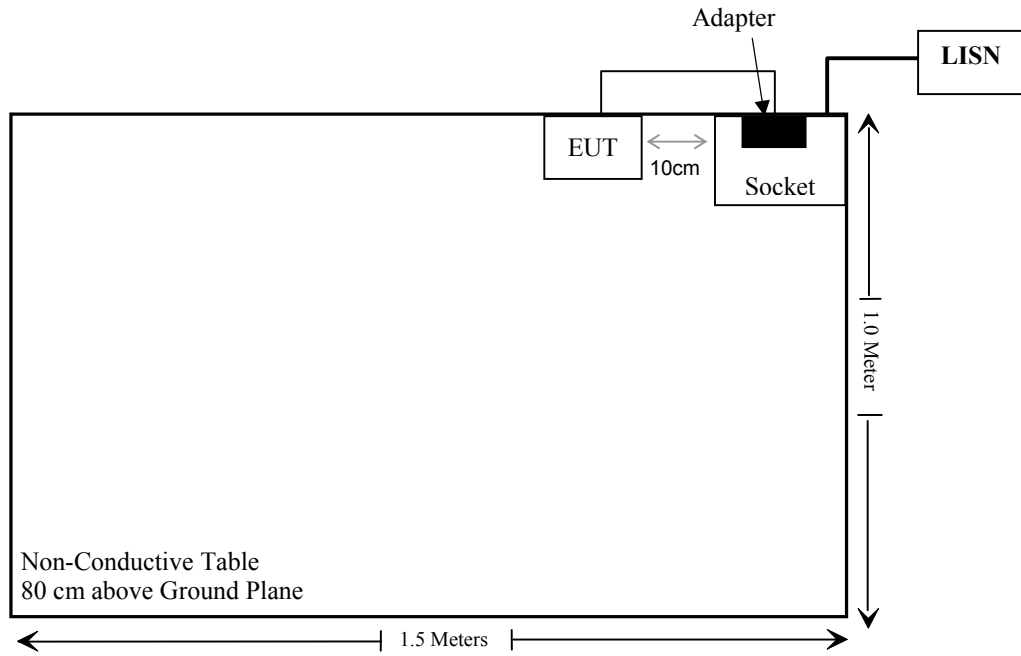 Adapter
LISN
EUT
10cm
Socket
1.0 Meter
Non-Conductive Table
80 cm above Ground Plane
1.5 Meters